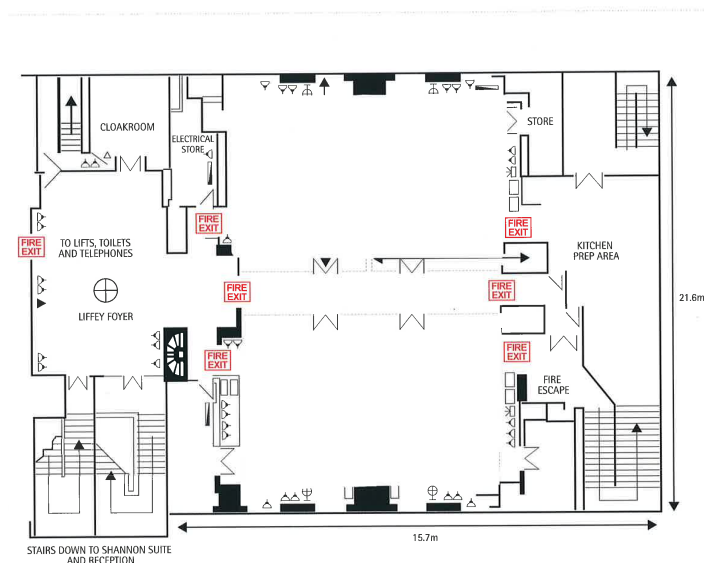 CLOAKROOM
ELECTRICAL
STORE
STORE
FIRE
EXIT
FIRE
EXIT
FIRE
EXIT
TO LIFTS, TOILETS
AND TELEPHONES
KITCHEN
PREP AREA
FIRE
EXIT
FIRE
EXIT
21.6m
LIFFEY FOYER
FIRE
EXIT
FIRE
EXIT
FIRE
ESCAPE
15.7m
STAIRS DOWN TO SHANNON SUITE
AND RECEPTION